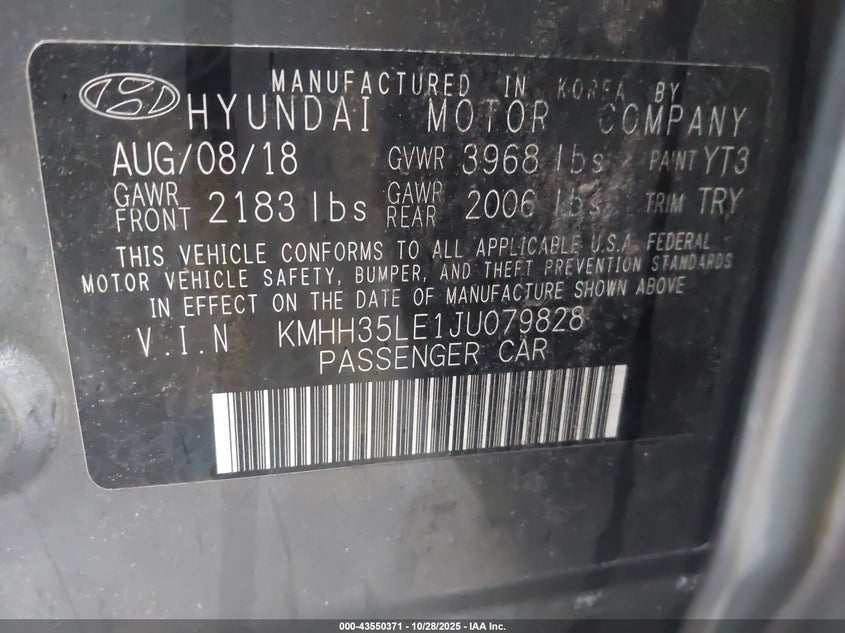 MANUFACTURED IN KOREA BY
HYUNDAI MOTOR COMPANY
AUG/08/18 GVWR 3968 lbs PAINT YT3
GAWR FRONT 2183 lbs GAWR REAR 2006 lbs TRIM TRY
THIS VEHICLE CONFORMS TO ALL APPLICABLE U.S.A. FEDERAL
MOTOR VEHICLE SAFETY, BUMPER, AND THEFT PREVENTION STANDARDS
IN EFFECT ON THE DATE OF MANUFACTURE SHOWN ABOVE
V.I.N KMHH35LE1JU079828
PASSENGER CAR
000-43550371 - 10/28/2025 - IAA Inc.